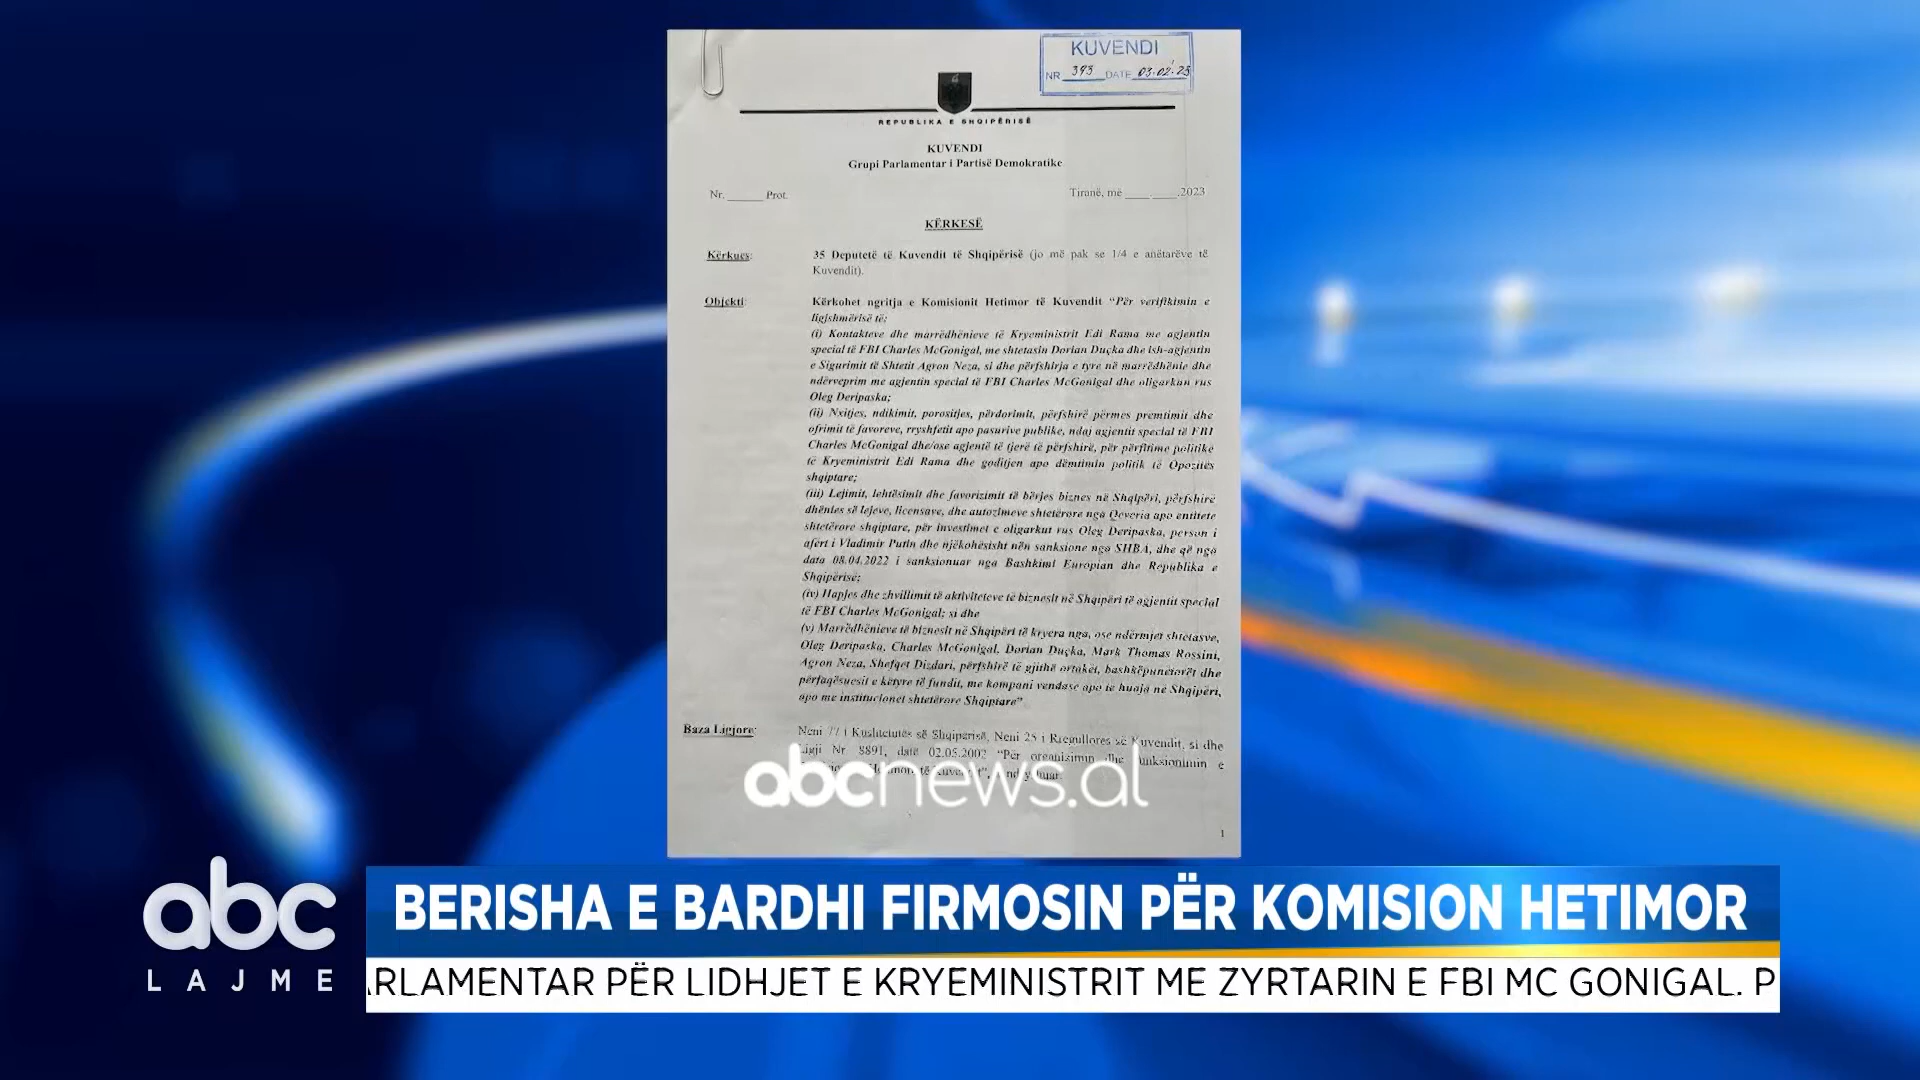 KUVENDI
NR 393 DATE 03.02.23
REPUBLIKA E SHQIPËRISË
KUVENDI
Grupi Parlamentar i Partisë Demokratike
Nr. ______ Prot.
Tiranë, më ____.____.2023
KËRKESË
Kërkues:
35 Deputetë të Kuvendit të Shqipërisë (jo më pak se 1/4 e anëtarëve të
Kuvendit).
Objekti:
Kërkohet ngritja e Komisionit Hetimor të Kuvendit “Për verifikimin e
ligjshmërisë të:
(i) Kontakteve dhe marrëdhënieve të Kryeministrit Edi Rama me agjentin
special të FBI Charles McGonigal, me shtetasin Dorian Duçka dhe ish-agjentin
e Sigurimit të Shtetit Agron Neza, si dhe përfshirja e tyre në marrëdhënie dhe
ndërveprim me agjentin special të FBI Charles McGonigal dhe oligarkun rus
Oleg Deripaska;
(ii) Nxitjes, ndikimit, porositjes, përdorimit, përfshirë përmes premtimit dhe
ofrimit të favoreve, rryshfetit apo pasurive publike, ndaj agjentit special të FBI
Charles McGonigal dhe/ose agjentë të tjerë të përfshirë, për përfitime politike
të Kryeministrit Edi Rama dhe goditjen apo dëmtimin politik të Opozitës
shqiptare;
(iii) Lejimit, lehtësimit dhe favorizimit të bërjes biznes në Shqipëri, përfshirë
dhënies së lejeve, licensave, dhe autozimeve shtetërore nga Qeveria apo entitete
shtetërore shqiptare, për investimet e oligarkut rus Oleg Deripaska, person i
afërt i Vladimir Putin dhe njëkohësisht nën sanksione nga SHBA, dhe që nga
data 08.04.2022 i sanksionuar nga Bashkimi Europian dhe Republika e
Shqipërisë;
(iv) Hapjes dhe zhvillimit të aktiviteteve të biznesit në Shqipëri të agjentit special
të FBI Charles McGonigal; si dhe
(v) Marrëdhënieve të biznesit në Shqipëri të kryera nga, ose ndërmjet shtetasve,
Oleg Deripaska, Charles McGonigal, Dorian Duçka, Mark Thomas Rossini,
Agron Neza, Shefqet Dizdari, përfshirë të gjithë ortakët, bashkëpunëtorët dhe
përfaqësuesit e këtyre të fundit, me kompani vendase apo të huaja në Shqipëri,
apo me institucionet shtetërore Shqiptare”
Baza Ligjore:
Neni 77 i Kushtetutës së Shqipërisë, Neni 25 i Rregullores së Kuvendit, si dhe
Ligji Nr 8891, datë 02.05.2002 “Për organizimin dhe funksionimin e
të Kuvendit”,
abcnews.al
1
BERISHA E BARDHI FIRMOSIN PËR KOMISION HETIMOR
abc
LAJME
ARLAMENTAR PËR LIDHJET E KRYEMINISTRIT ME ZYRTARIN E FBI MC GONIGAL. P